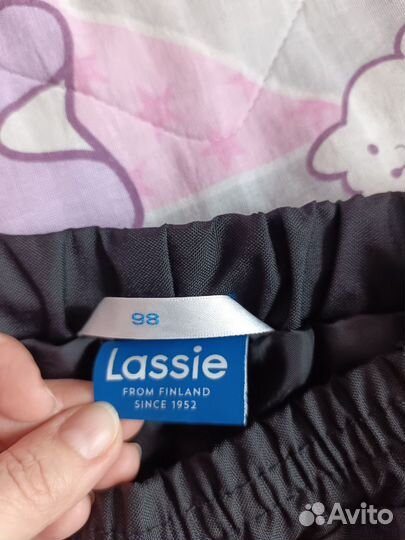 98
Lassie
FROM FINLAND
SINCE 1952
Avito